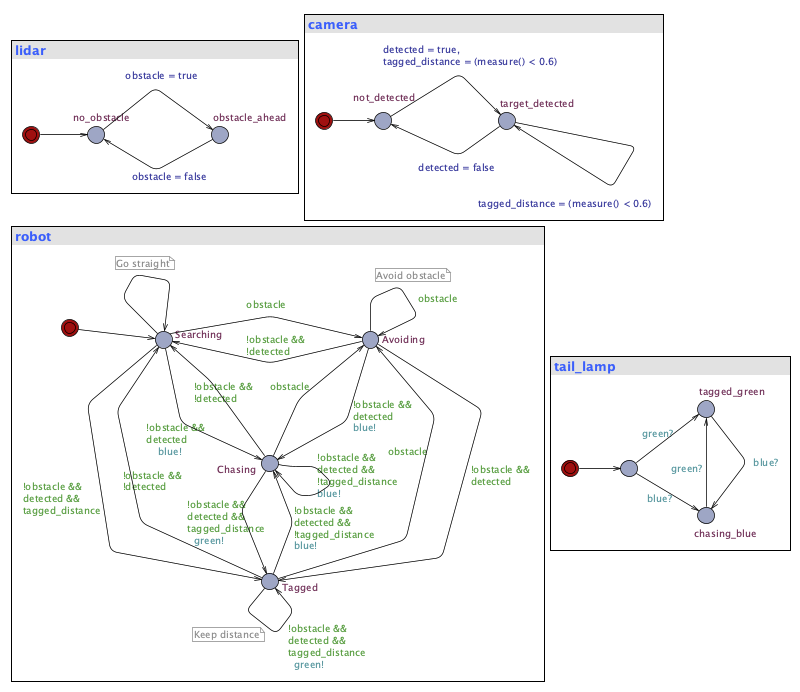 lidar
obstacle = true
no_obstacle
obstacle_ahead
obstacle = false
camera
detected = true,
tagged_distance = (measure() < 0.6)
not_detected
target_detected
detected = false
tagged_distance = (measure() < 0.6)
robot
Go straight
Avoid obstacle
obstacle
obstacle
Searching
!obstacle &&
!detected
Avoiding
!obstacle &&
!detected
obstacle
!obstacle &&
detected
blue!
!obstacle &&
detected
blue!
obstacle
Chasing
!obstacle &&
detected &&
!tagged_distance
blue!
!obstacle &&
detected
!obstacle &&
!detected
!obstacle &&
detected &&
tagged_distance
!obstacle &&
detected &&
tagged_distance
green!
!obstacle &&
detected &&
!tagged_distance
blue!
Tagged
Keep distance
!obstacle &&
detected &&
tagged_distance
green!
tail_lamp
tagged_green
green?
blue?
green?
blue?
chasing_blue